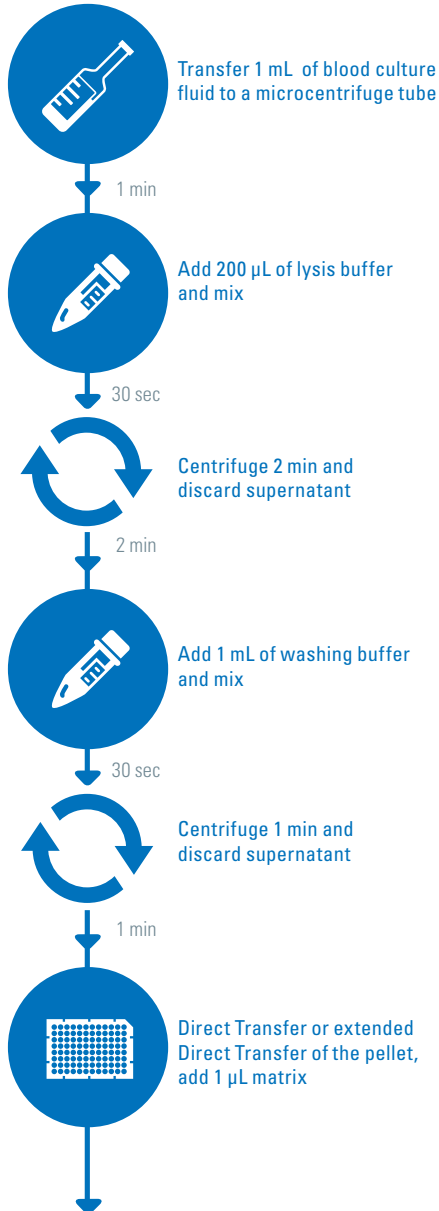 Transfer 1 mL of blood culture
fluid to a microcentrifuge tube
1 min
Add 200 µL of lysis buffer
and mix
30 sec
Centrifuge 2 min and
discard supernatant
2 min
Add 1 mL of washing buffer
and mix
30 sec
Centrifuge 1 min and
discard supernatant
1 min
Direct Transfer or extended
Direct Transfer of the pellet,
add 1 µL matrix